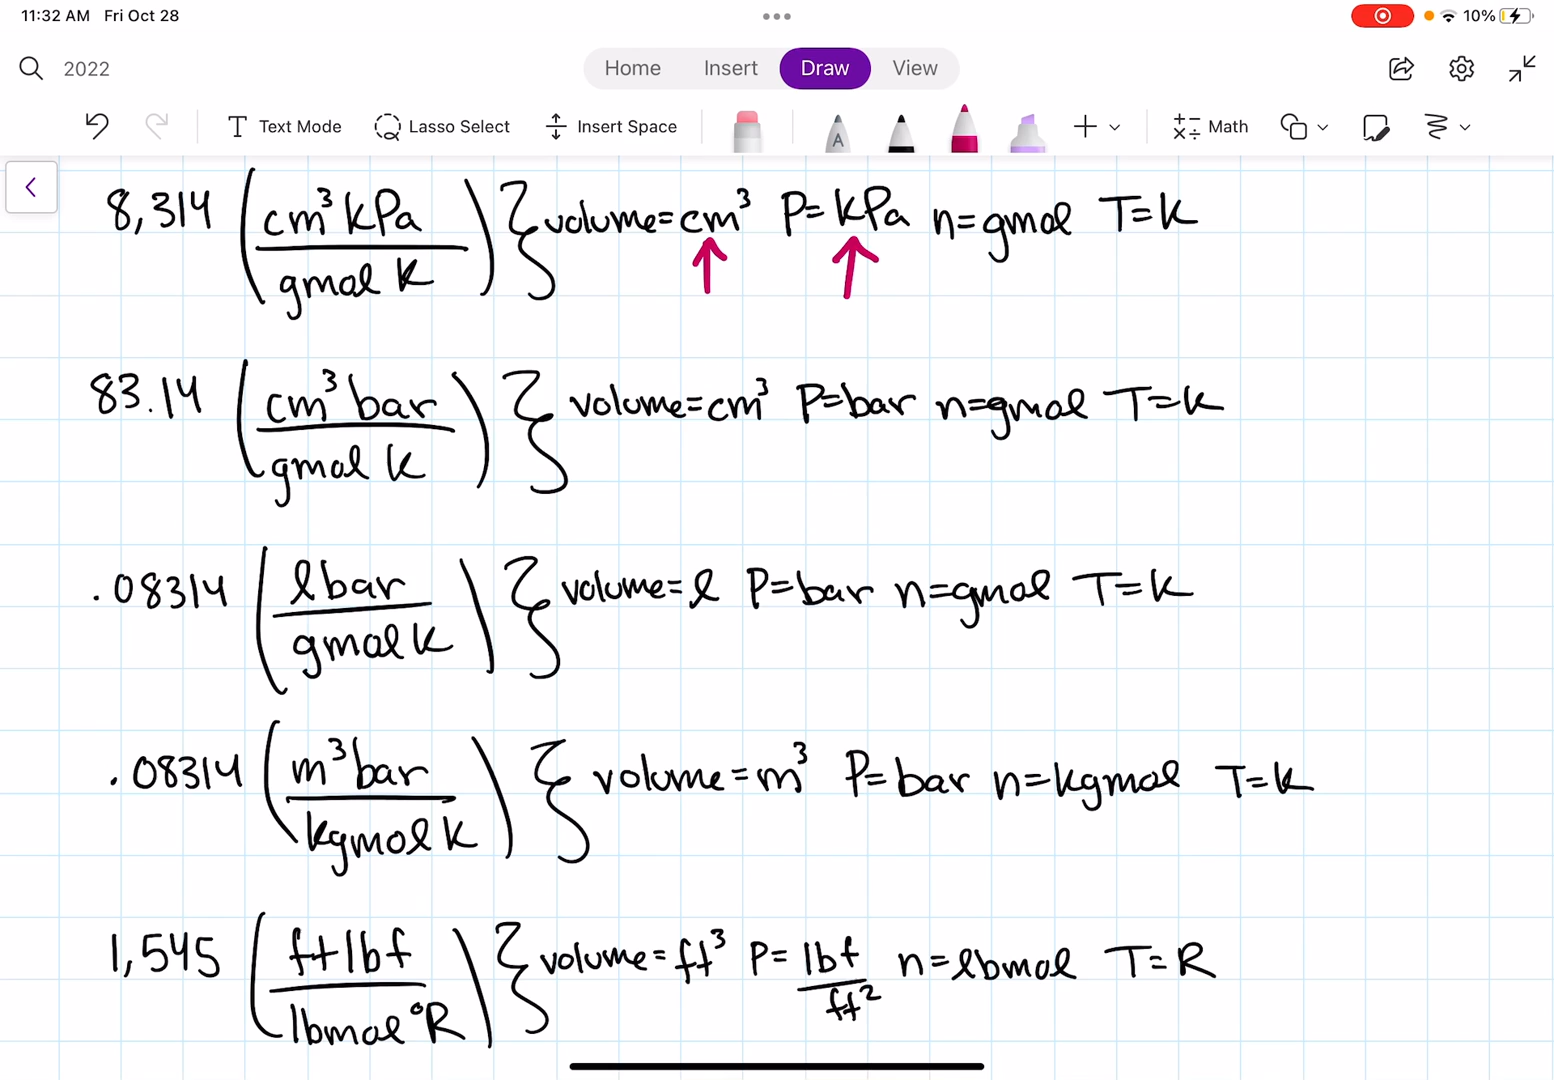 11:32 AM Fri Oct 28 10%
2022 Home Insert Draw View
T Text Mode Lasso Select Insert Space A Math
8,314 (cm³ kPa / gmol K) } volume = cm³ P = kPa n = gmol T = K
83.14 (cm³ bar / gmol K) } volume = cm³ P = bar n = gmol T = K
.08314 (l bar / gmol K) } volume = l P = bar n = gmol T = K
.08314 (m³ bar / kgmol K) } volume = m³ P = bar n = kgmol T = K
1,545 (ft lbf / lbmol °R) } volume = ft³ P = lbf / ft² n = lbmol T = R